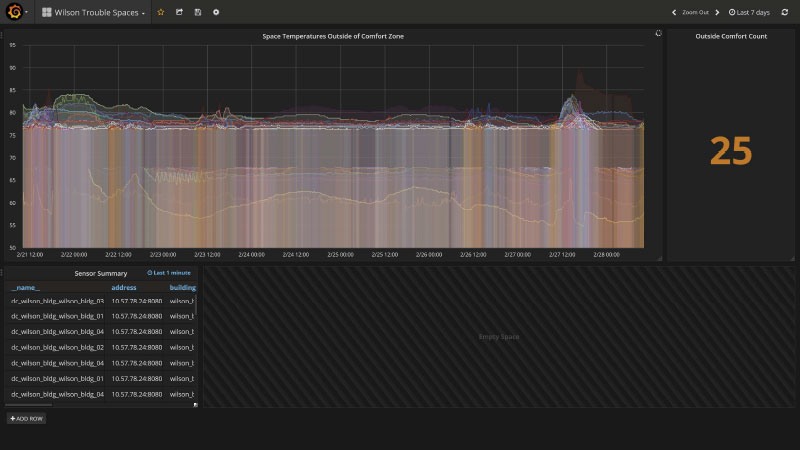 Wilson Trouble Spaces
Zoom Out
Last 7 days
Space Temperatures Outside of Comfort Zone
95
90
85
80
75
70
65
60
55
50
2/21 12:00 2/22 00:00 2/22 12:00 2/23 00:00 2/23 12:00 2/24 00:00 2/24 12:00 2/25 00:00 2/25 12:00 2/26 00:00 2/26 12:00 2/27 00:00 2/27 12:00 2/28 00:00
Outside Comfort Count
25
Sensor Summary
Last 1 minute
__name__ address building
dc_wilson_bldg_wilson_bldg_03 10.57.78.24:8080 wilson_b
dc_wilson_bldg_wilson_bldg_01 10.57.78.24:8080 wilson_b
dc_wilson_bldg_wilson_bldg_04 10.57.78.24:8080 wilson_b
dc_wilson_bldg_wilson_bldg_02 10.57.78.24:8080 wilson_b
dc_wilson_bldg_wilson_bldg_04 10.57.78.24:8080 wilson_b
dc_wilson_bldg_wilson_bldg_01 10.57.78.24:8080 wilson_b
dc_wilson_bldg_wilson_bldg_04 10.57.78.24:8080 wilson_b
Empty Space
ADD ROW